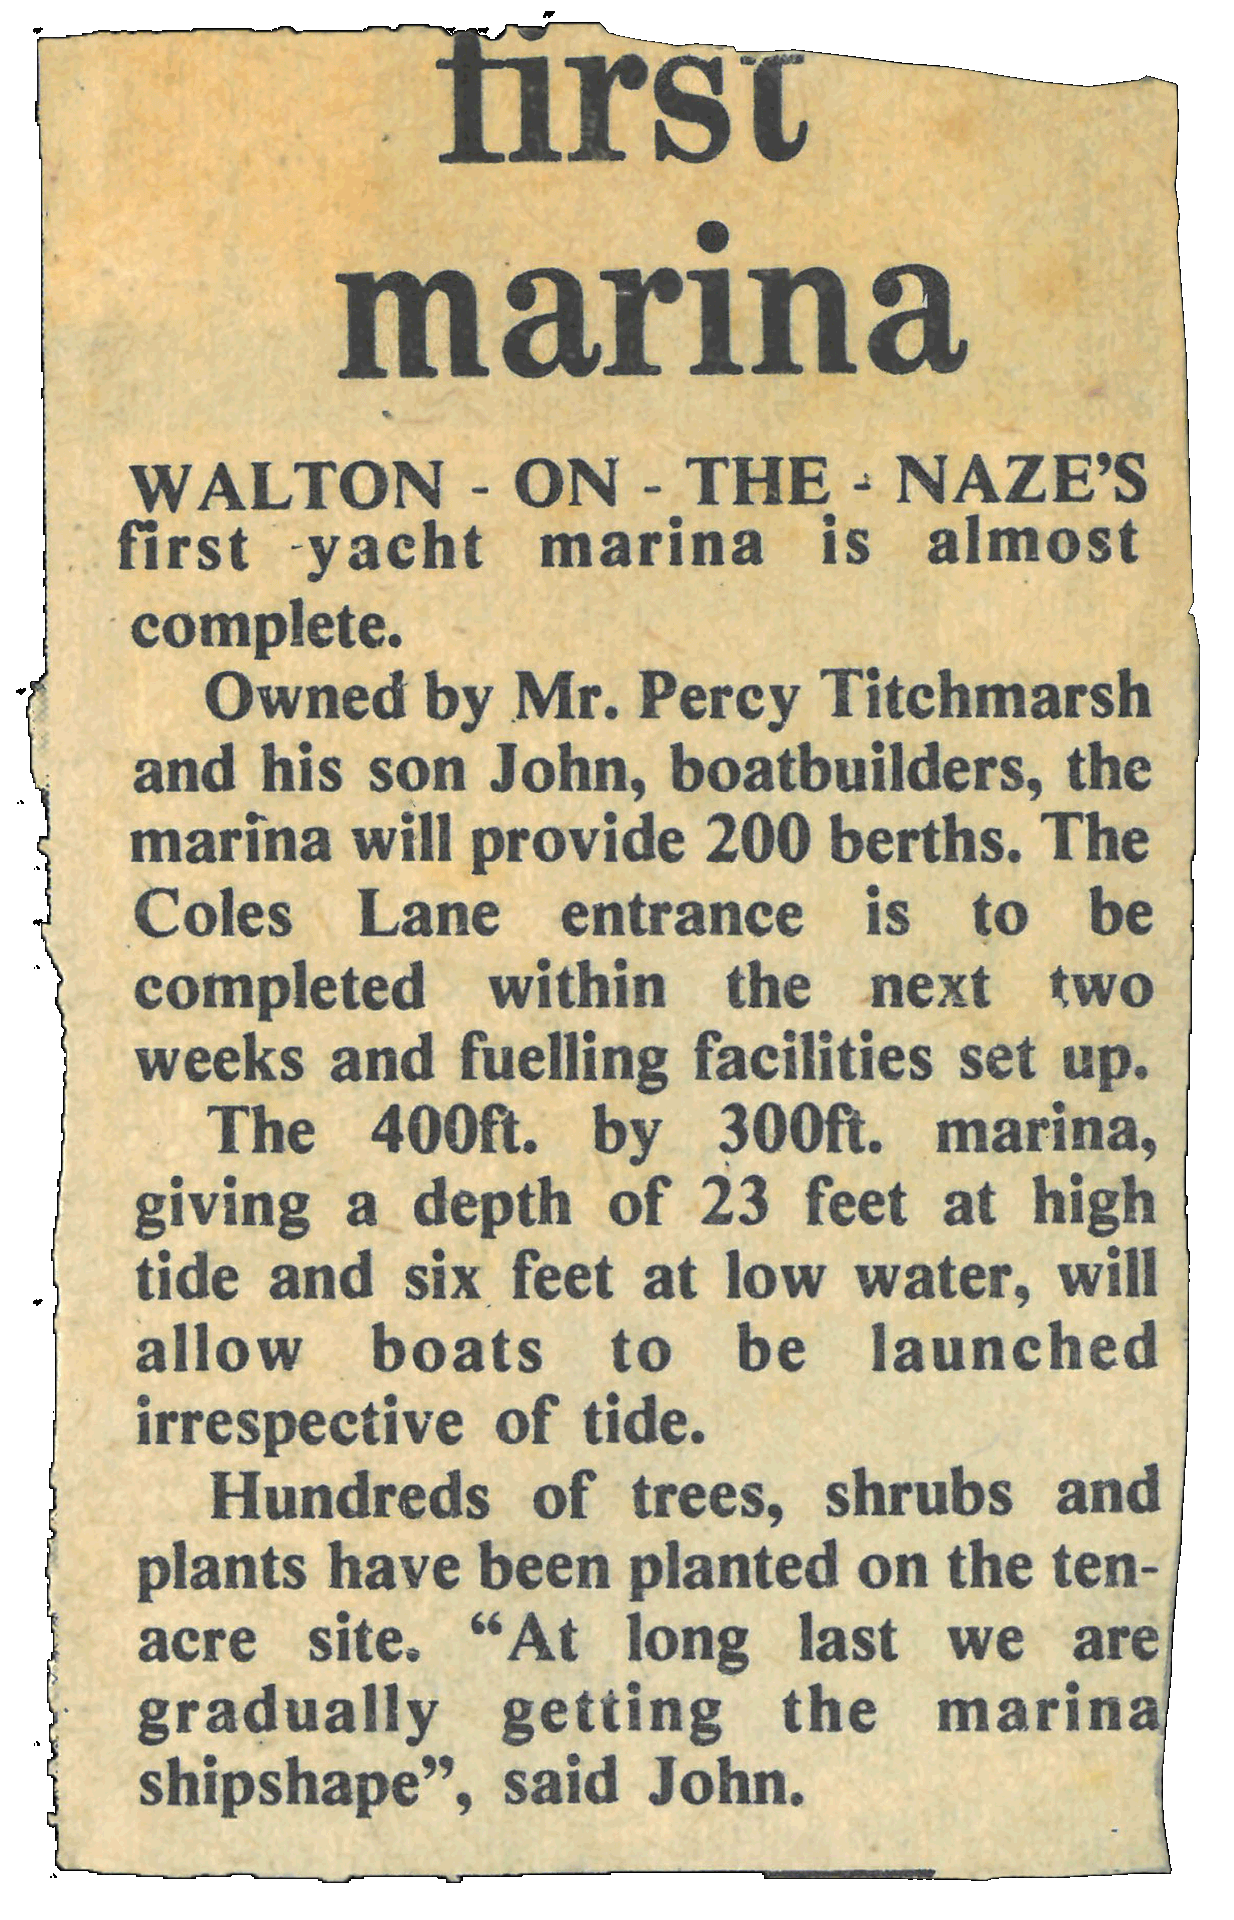 first
marina
WALTON - ON - THE - NAZE'S
first yacht marina is almost
complete.
Owned by Mr. Percy Titchmarsh
and his son John, boatbuilders, the
marina will provide 200 berths. The
Coles Lane entrance is to be
completed within the next two
weeks and fuelling facilities set up.
The 400ft. by 300ft. marina,
giving a depth of 23 feet at high
tide and six feet at low water, will
allow boats to be launched
irrespective of tide.
Hundreds of trees, shrubs and
plants have been planted on the ten-
acre site. “At long last we are
gradually getting the marina
shipshape”, said John.